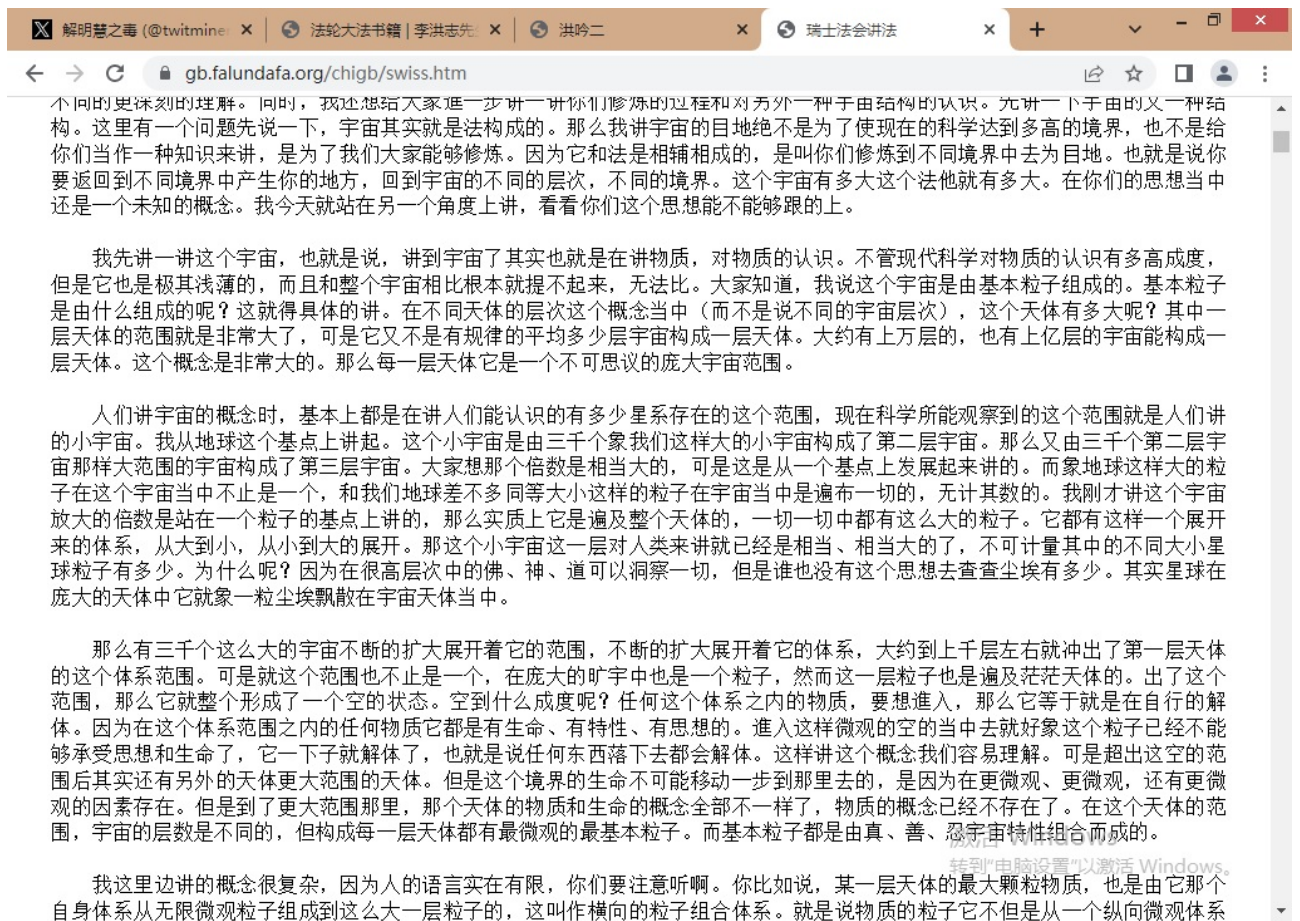 解明慧之毒 (@twitmine
法轮大法书籍 | 李洪志先
洪吟二
瑞士法会讲法
gb.falundafa.org/chigb/swiss.htm
不同的更深刻的理解。同时，我还想给大家進一步讲一讲你们修炼的过程和对另外一种宇宙结构的认识。先讲一下宇宙的又一种结
构。这里有一个问题先说一下，宇宙其实就是法构成的。那么我讲宇宙的目地绝不是为了使现在的科学达到多高的境界，也不是给
你们当作一种知识来讲，是为了我们大家能够修炼。因为它和法是相辅相成的，是叫你们修炼到不同境界中去为目地。也就是说你
要返回到不同境界中产生你的地方，回到宇宙的不同的层次，不同的境界。这个宇宙有多大这个法他就有多大。在你们的思想当中
还是一个未知的概念。我今天就站在另一个角度上讲，看看你们这个思想能不能够跟的上。
我先讲一讲这个宇宙，也就是说，讲到宇宙了其实也就是在讲物质，对物质的认识。不管现代科学对物质的认识有多高成度，
但是它也是极其浅薄的，而且和整个宇宙相比根本就提不起来，无法比。大家知道，我说这个宇宙是由基本粒子组成的。基本粒子
是由什么组成的呢？这就得具体的讲。在不同天体的层次这个概念当中（而不是说不同的宇宙层次），这个天体有多大呢？其中一
层天体的范围就是非常大了，可是它又不是有规律的平均多少层宇宙构成一层天体。大约有上万层的，也有上亿层的宇宙能构成一
层天体。这个概念是非常大的。那么每一层天体它是一个不可思议的庞大宇宙范围。
人们讲宇宙的概念时，基本上都是在讲人们能认识的有多少星系存在的这个范围，现在科学所能观察到的这个范围就是人们讲
的小宇宙。我从地球这个基点上讲起。这个小宇宙是由三千个象我们这样大的小宇宙构成了第二层宇宙。那么又由三千个第二层宇
宙那样大范围的宇宙构成了第三层宇宙。大家想那个倍数是相当大的，可是这是从一个基点上发展起来讲的。而象地球这样大的粒
子在这个宇宙当中不止是一个，和我们地球差不多同等大小这样的粒子在宇宙当中是遍布一切的，无计其数的。我刚才讲这个宇宙
放大的倍数是站在一个粒子的基点上讲的，那么实质上它是遍及整个天体的，一切一切中都有这么大的粒子。它都有这样一个展开
来的体系，从大到小，从小到大的展开。那这个小宇宙这一层对人类来讲就已经是相当、相当大的了，不可计量其中的不同大小星
球粒子有多少。为什么呢？因为在很高层次中的佛、神、道可以洞察一切，但是谁也没有这个思想去查查尘埃有多少。其实星球在
庞大的天体中它就象一粒尘埃飘散在宇宙天体当中。
那么有三千个这么大的宇宙不断的扩大展开着它的范围，不断的扩大展开着它的体系，大约到上千层左右就冲出了第一层天体
的这个体系范围。可是就这个范围也不止是一个，在庞大的旷宇中也是一个粒子，然而这一层粒子也是遍及茫茫天体的。出了这个
范围，那么它就整个形成了一个空的状态。空到什么成度呢？任何这个体系之内的物质，要想進入，那么它等于就是在自行的解
体。因为在这个体系范围之内的任何物质它都是有生命、有特性、有思想的。進入这样微观的空的当中去就好象这个粒子已经不能
够承受思想和生命了，它一下子就解体了，也就是说任何东西落下去都会解体。这样讲这个概念我们容易理解。可是超出这空的范
围后其实还有另外的天体更大范围的天体。但是这个境界的生命不可能移动一步到那里去的，是因为在更微观、更微观，还有更微
观的因素存在。但是到了更大范围那里，那个天体的物质和生命的概念全部不一样了，物质的概念已经不存在了。在这个天体的范
围，宇宙的层数是不同的，但构成每一层天体都有最微观的最基本粒子。而基本粒子都是由真、善、忍宇宙特性组合而成的。
激活 Windows
转到"电脑设置"以激活 Windows。
我这里边讲的概念很复杂，因为人的语言实在有限，你们要注意听啊。你比如说，某一层天体的最大颗粒物质，也是由它那个
自身体系从无限微观粒子组成到这么大一层粒子的，这叫作横向的粒子组合体系。就是说物质的粒子它不但是从一个纵向微观体系